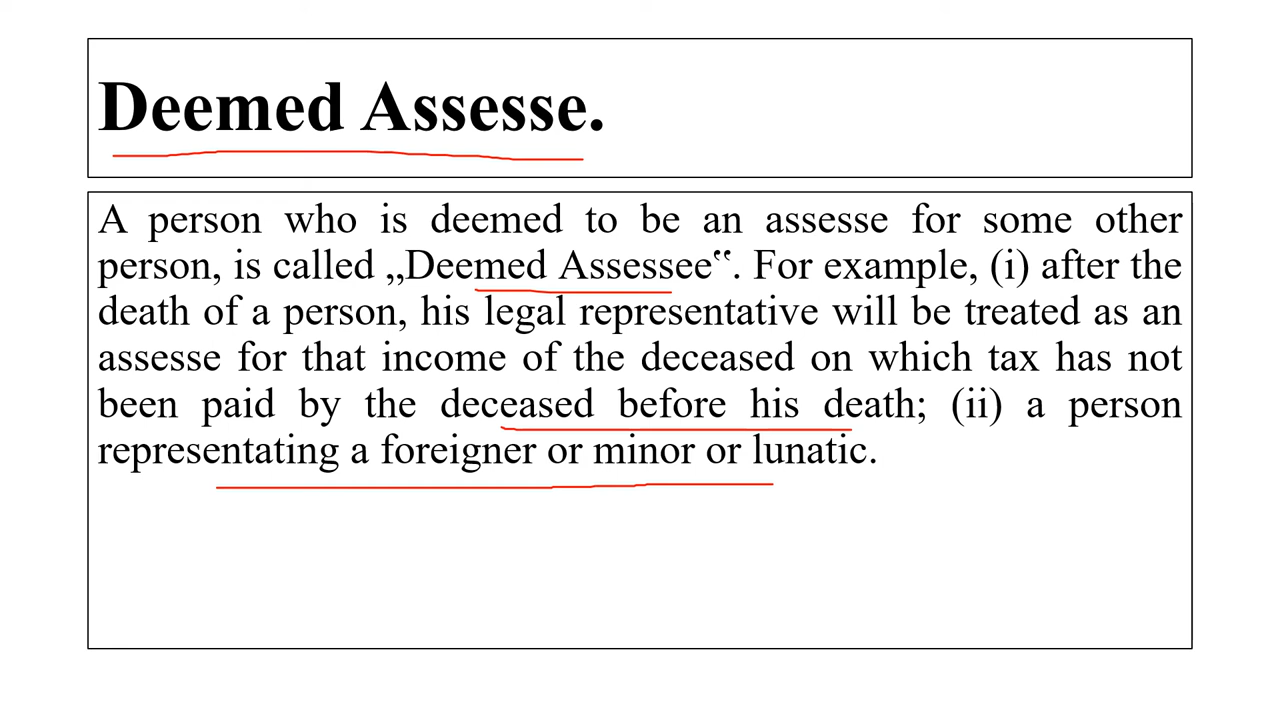 Deemed Assesse.
A person who is deemed to be an assesse for some other
person, is called „Deemed Assessee‟. For example, (i) after the
death of a person, his legal representative will be treated as an
assesse for that income of the deceased on which tax has not
been paid by the deceased before his death; (ii) a person
representating a foreigner or minor or lunatic.